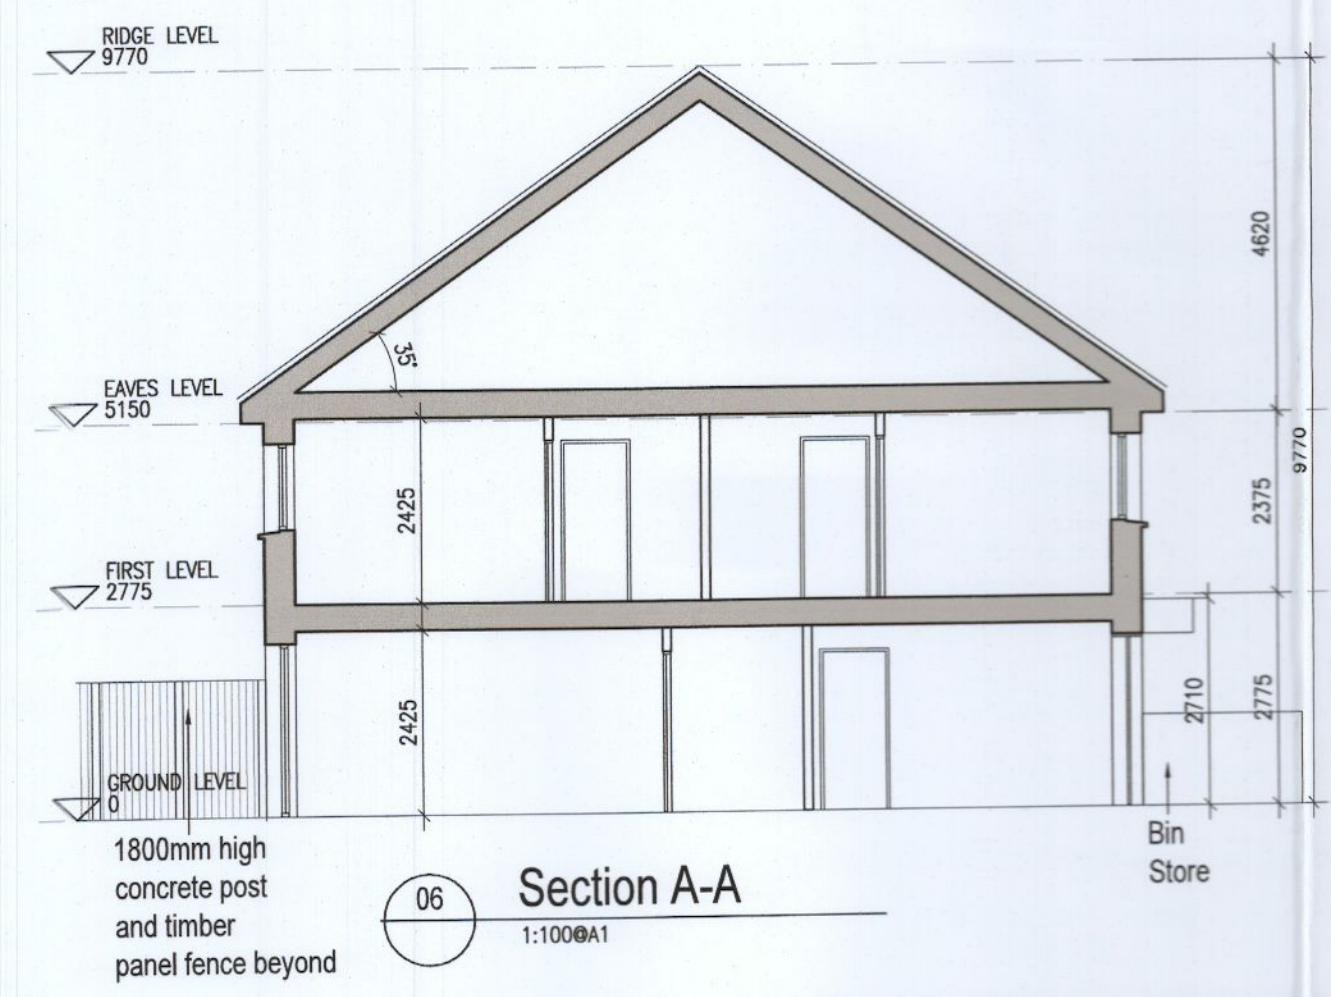 RIDGE LEVEL
9770
4620
35°
EAVES LEVEL
5150
9770
2425
2375
FIRST LEVEL
2775
2425
2710
2775
GROUND LEVEL
0
1800mm high
concrete post
and timber
panel fence beyond
Bin
Store
06
Section A-A
1:100@A1